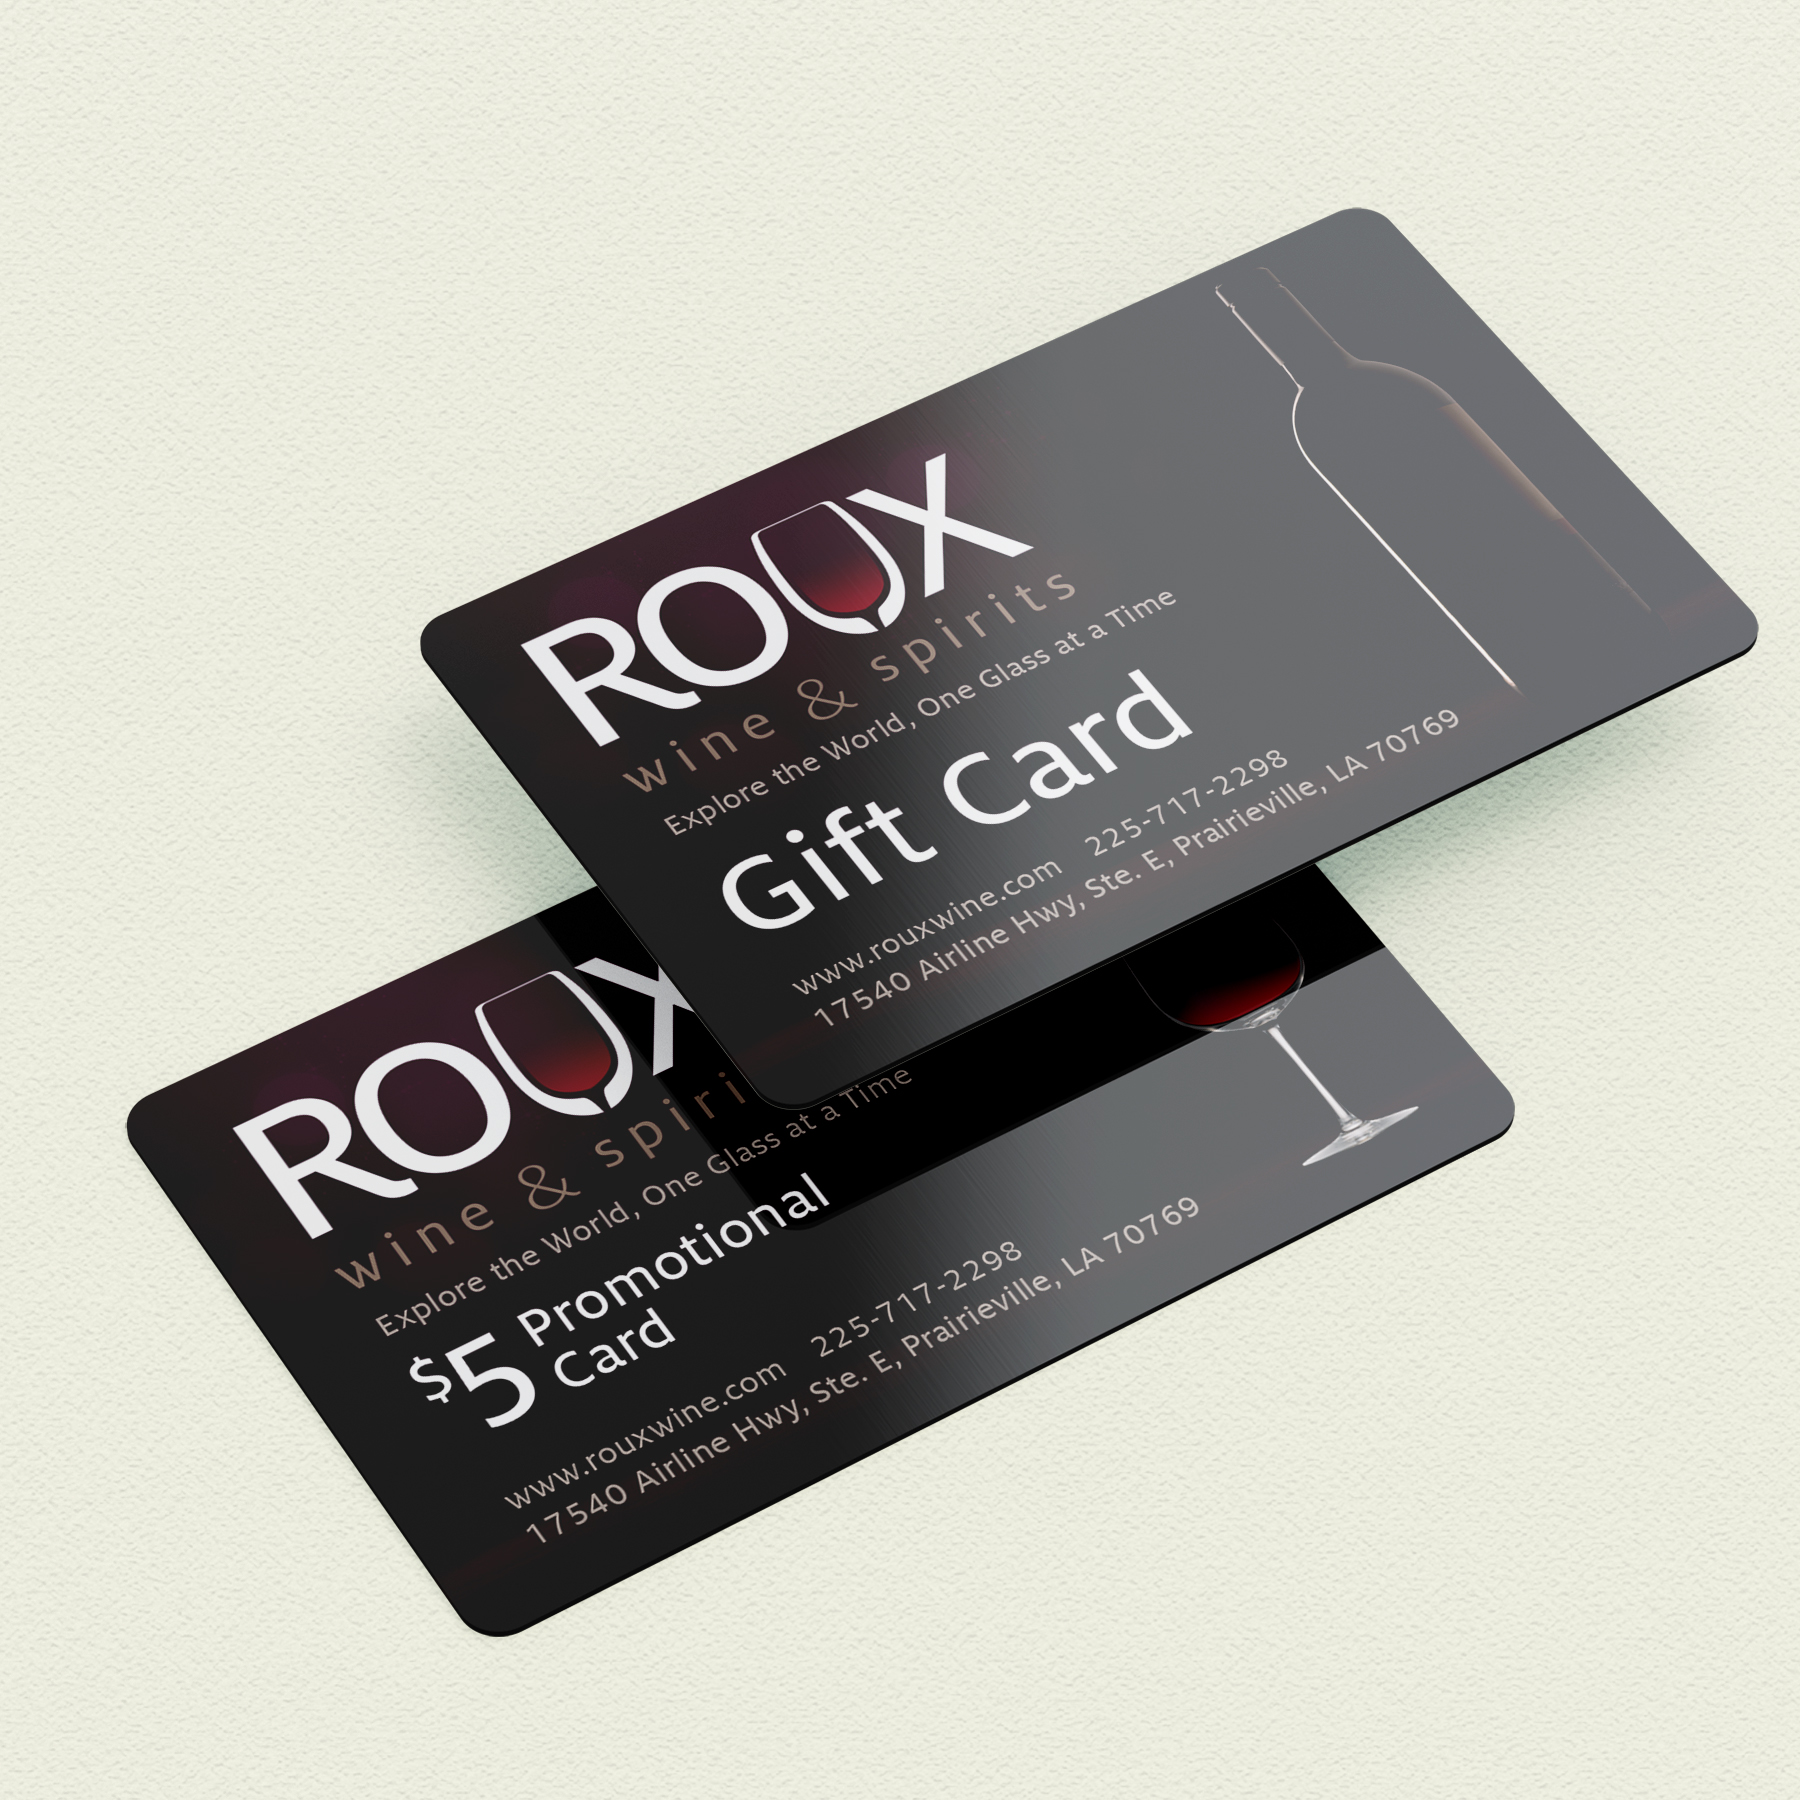 ROUX
wine & spirits
Explore the World, One Glass at a Time
Gift Card
www.rouxwine.com 225-717-2298
17540 Airline Hwy, Ste. E, Prairieville, LA 70769
ROUX
wine & spiri
Explore the World, One Glass at a Time
$5 Promotional
Card
www.rouxwine.com 225-717-2298
17540 Airline Hwy, Ste. E, Prairieville, LA 70769